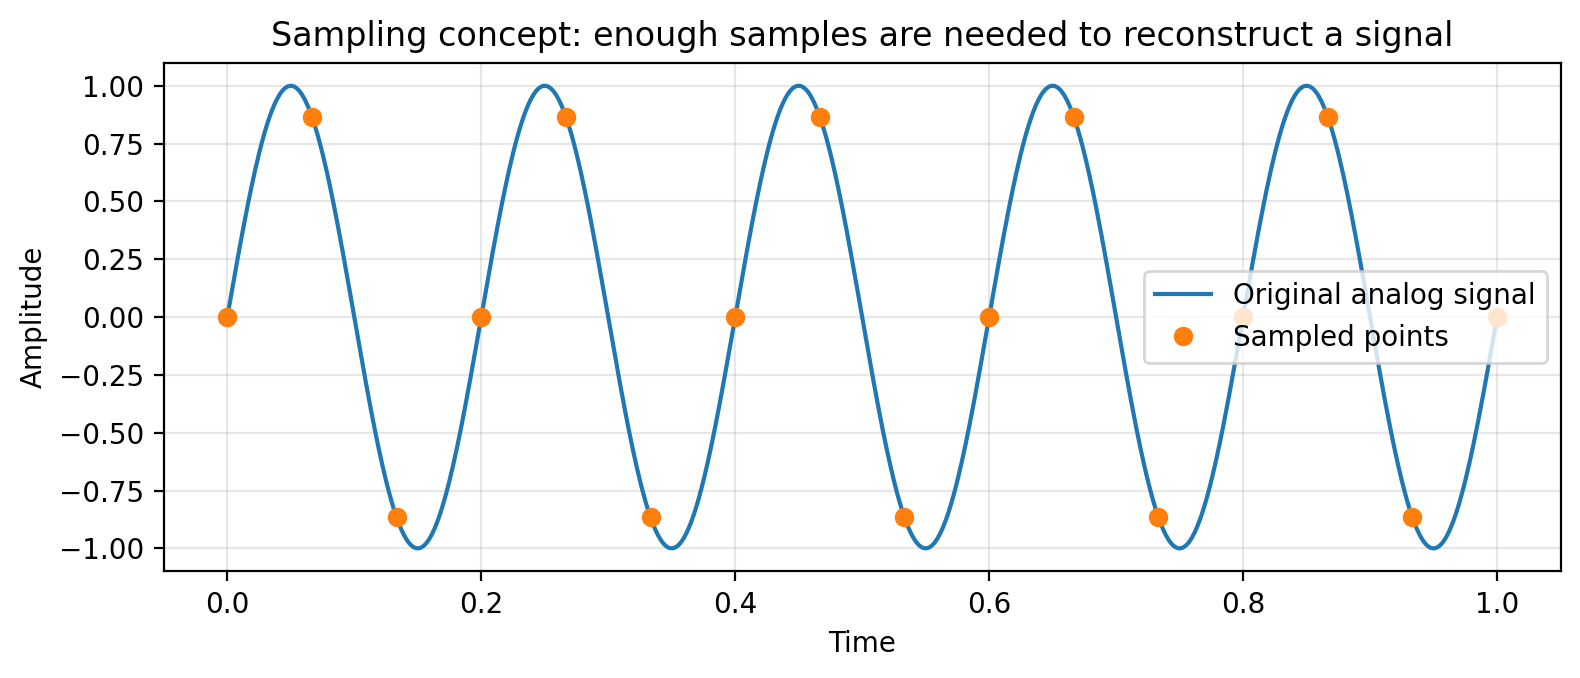 Sampling concept: enough samples are needed to reconstruct a signal
1.00
0.75
0.50
0.25
0.00
−0.25
−0.50
−0.75
−1.00
Amplitude
Original analog signal
Sampled points
0.0 0.2 0.4 0.6 0.8 1.0
Time